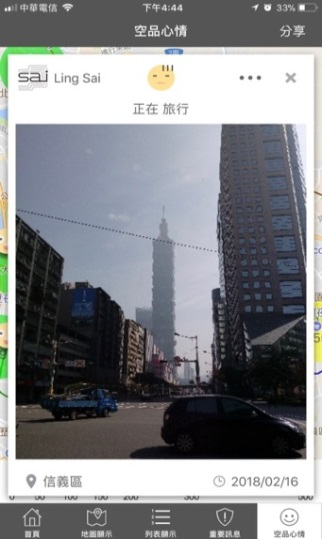 中華電信
下午4:44
33%
空品心情
分享
sai Ling Sai
正在 旅行
信義區
2018/02/16
0 500
首頁
地圖顯示
列表顯示
重要訊息
空品心情